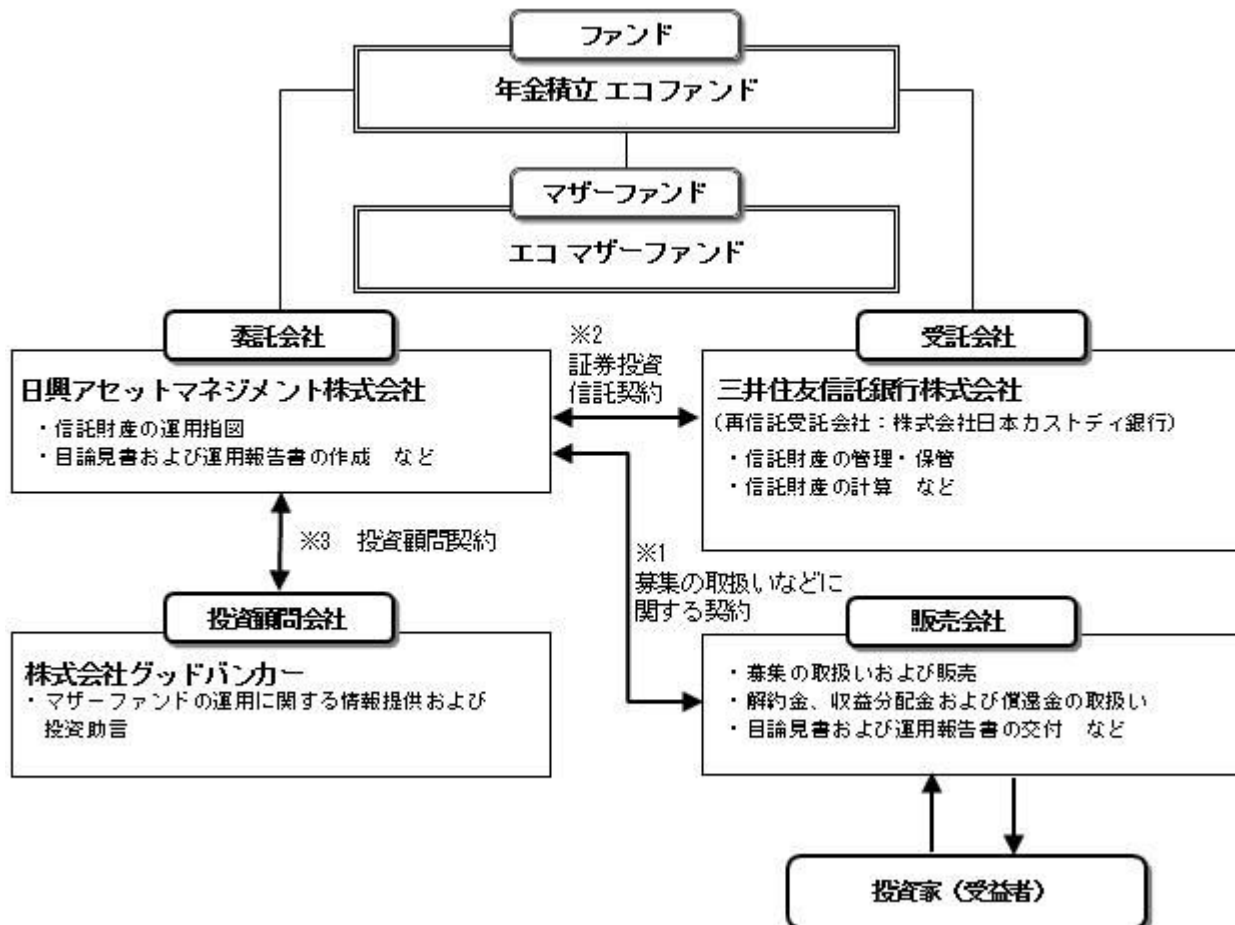 ファンド
年金積立 エコファンド
マザーファンド
エコ マザーファンド
委託会社
日興アセットマネジメント株式会社
・信託財産の運用指図
・目論見書および運用報告書の作成　など
※2
証券投資
信託契約
受託会社
三井住友信託銀行株式会社
（再信託受託会社：株式会社日本カストディ銀行）
・信託財産の管理・保管
・信託財産の計算　など
※3　投資顧問契約
※1
募集の取扱いなどに
関する契約
投資顧問会社
株式会社グッドバンカー
・マザーファンドの運用に関する情報提供および
投資助言
販売会社
・募集の取扱いおよび販売
・解約金、収益分配金および償還金の取扱い
・目論見書および運用報告書の交付　など
投資家（受益者）